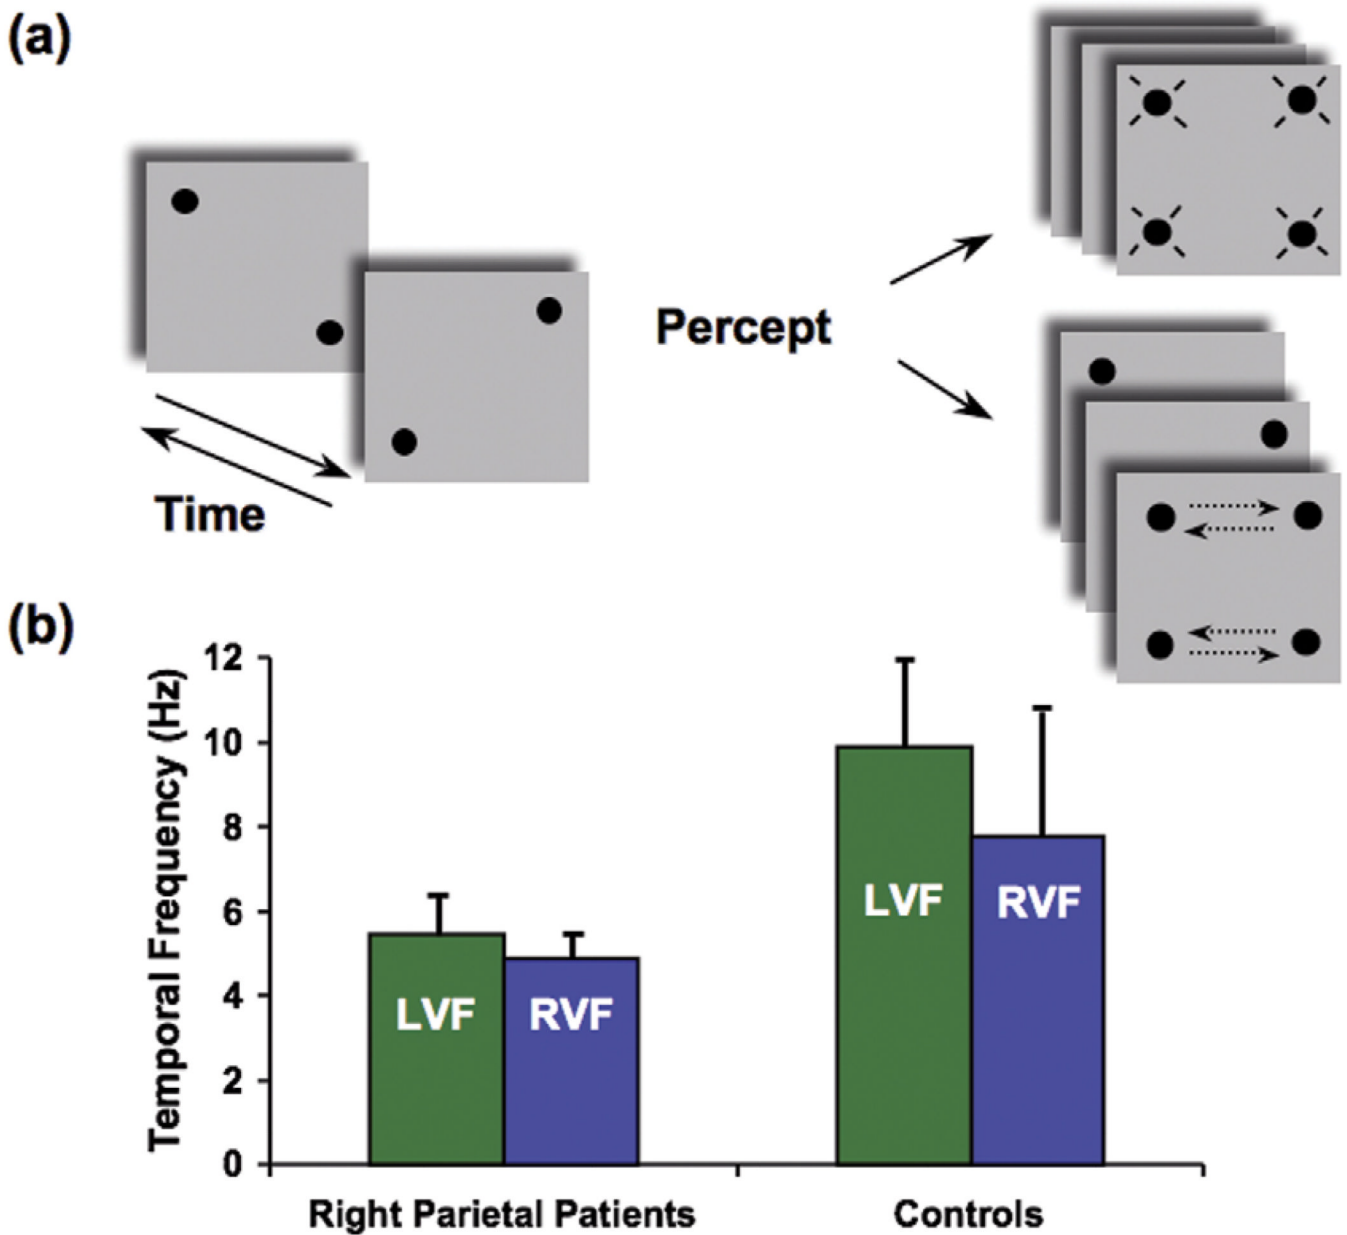 (a)
Percept
Time
(b)
Temporal Frequency (Hz)
12
10
8
6
4
2
0
LVF
RVF
LVF
RVF
Right Parietal Patients
Controls